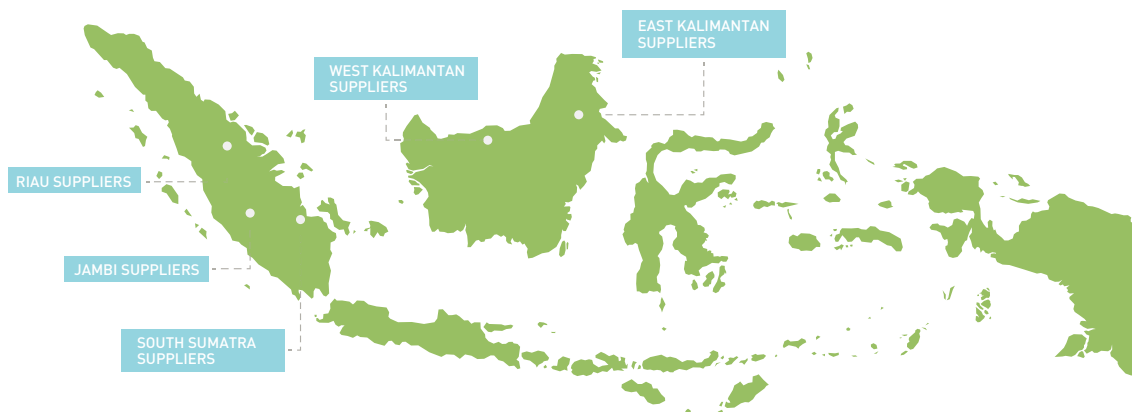 EAST KALIMANTAN
SUPPLIERS
WEST KALIMANTAN
SUPPLIERS
RIAU SUPPLIERS
JAMBI SUPPLIERS
SOUTH SUMATRA
SUPPLIERS